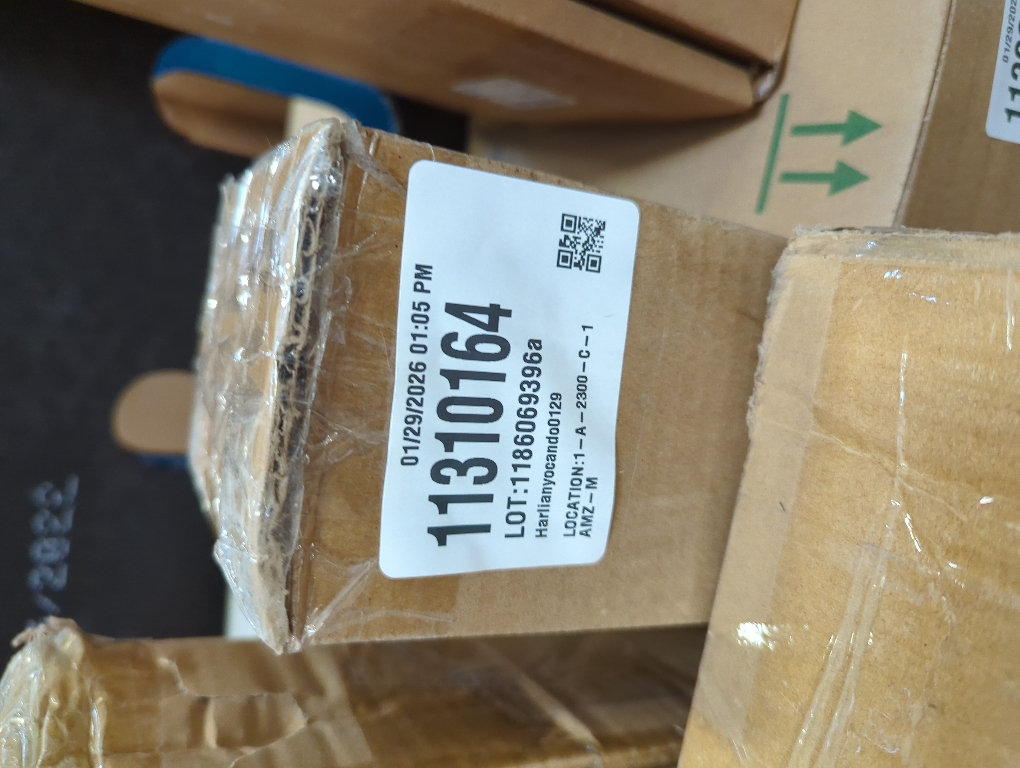 01/29/2026 01:05 PM
11310164
LOT:1186069396a
Harlianyocando0129
LOCATION:1-A-2300-C-1
AMZ-M